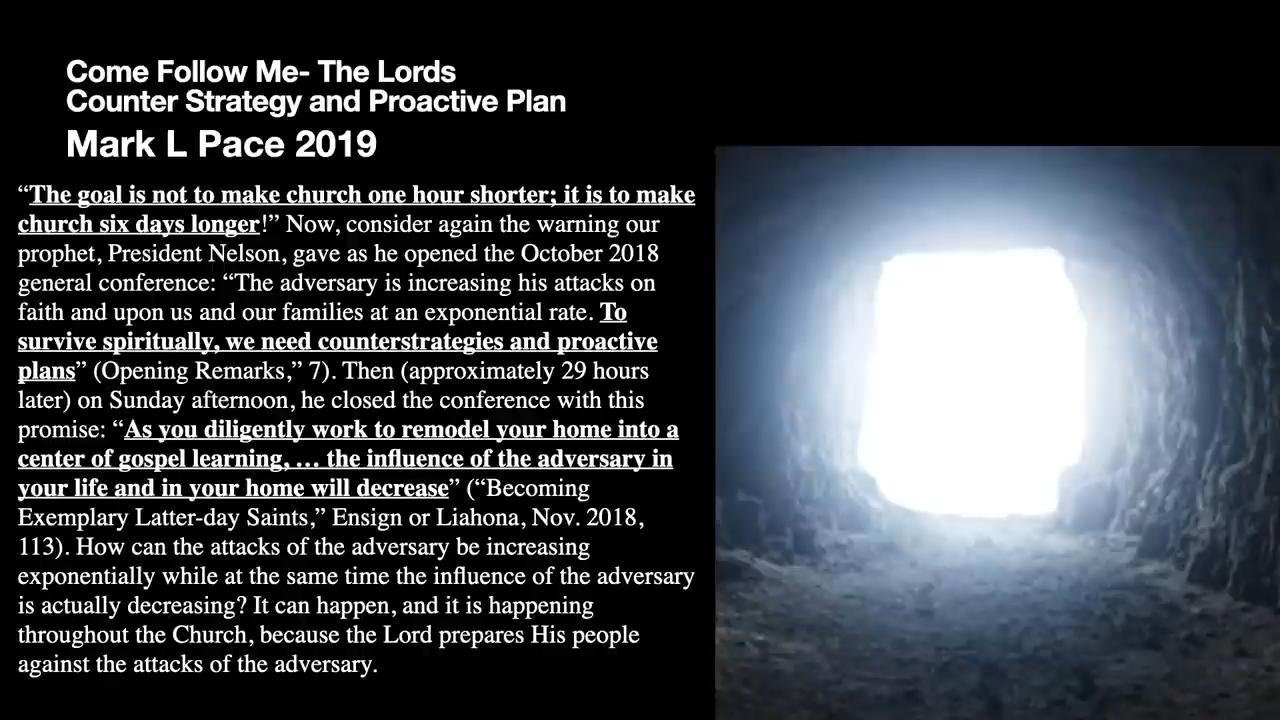 Come Follow Me- The Lords
Counter Strategy and Proactive Plan
Mark L Pace 2019
“The goal is not to make church one hour shorter; it is to make
church six days longer!” Now, consider again the warning our
prophet, President Nelson, gave as he opened the October 2018
general conference: “The adversary is increasing his attacks on
faith and upon us and our families at an exponential rate. To
survive spiritually, we need counterstrategies and proactive
plans” (Opening Remarks,” 7). Then (approximately 29 hours
later) on Sunday afternoon, he closed the conference with this
promise: “As you diligently work to remodel your home into a
center of gospel learning, … the influence of the adversary in
your life and in your home will decrease” (“Becoming
Exemplary Latter-day Saints,” Ensign or Liahona, Nov. 2018,
113). How can the attacks of the adversary be increasing
exponentially while at the same time the influence of the adversary
is actually decreasing? It can happen, and it is happening
throughout the Church, because the Lord prepares His people
against the attacks of the adversary.